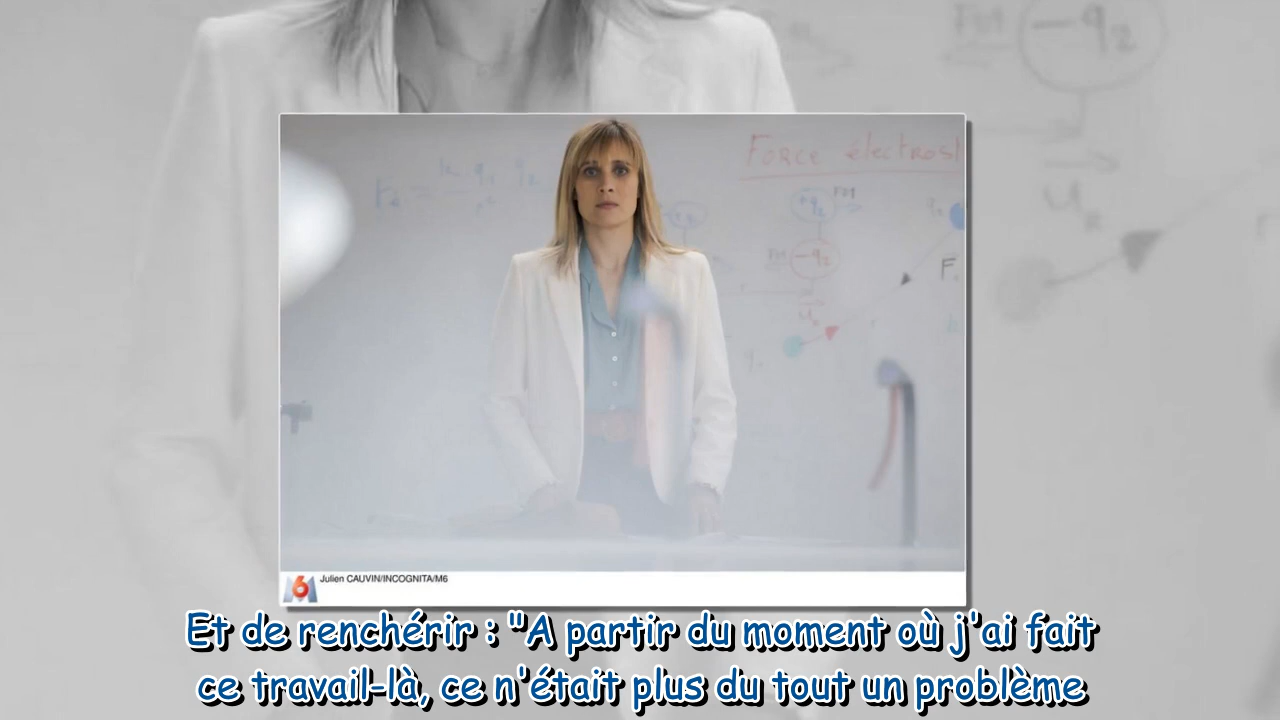 Force électrost
Julien CAUVIN/INCOGNITA/M6
Et de renchérir : "A partir du moment où j'ai fait
ce travail-là, ce n'était plus du tout un problème